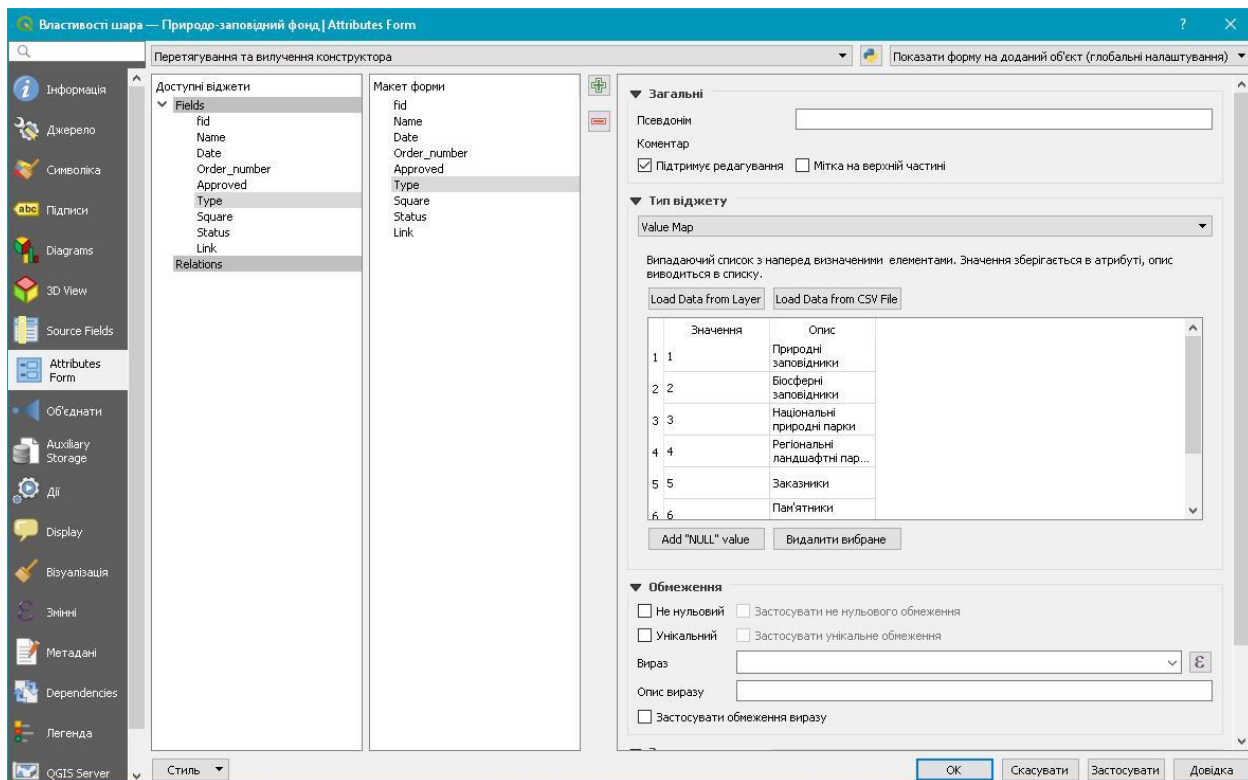 Властивості шара — Природо-заповідний фонд | Attributes Form
?
Перетягування та вилучення конструктора
Показати форму на доданий об'єкт (глобальні налаштування)
Інформація
Джерело
Символіка
abc
Підписи
Diagrams
3D View
Source Fields
Attributes
Form
Об'єднати
Auxiliary
Storage
Дії
Display
Візуалізація
Змінні
Метадані
Dependencies
Легенда
QGIS Server
Доступні віджети
Fields
fid
Name
Date
Order_number
Approved
Type
Square
Status
Link
Relations
Макет форми
fid
Name
Date
Order_number
Approved
Type
Square
Status
Link
Загальні
Псевдонім
Коментар
Підтримує редагування
Мітка на верхній частині
Тип віджету
Value Map
Випадаючий список з наперед визначеними елементами. Значення зберігається в атрибуті, опис
виводиться в списку.
Load Data from Layer
Load Data from CSV File
Значення Опис
1 1 Природні
заповідники
2 2 Біосферні
заповідники
3 3 Національні
природні парки
4 4 Регіональні
ландшафтні пар...
5 5 Заказники
6 6 Пам'ятники
Add "NULL" value
Видалити вибране
Обмеження
Не нульовий
Застосувати не нульового обмеження
Унікальний
Застосувати унікальне обмеження
Вираз
ε
Опис виразу
Застосувати обмеження виразу
Стиль
OK
Скасувати
Застосувати
Довідка